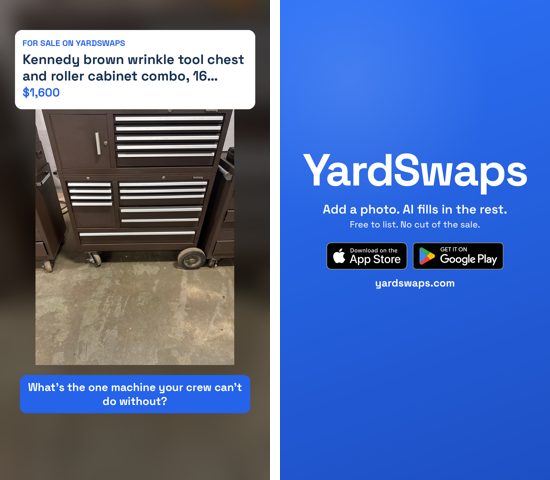 FOR SALE ON YARDSWAPS
Kennedy brown wrinkle tool chest
and roller cabinet combo, 16...
$1,600
What's the one machine your crew can't
do without?
YardSwaps
Add a photo. AI fills in the rest.
Free to list. No cut of the sale.
Download on the
App Store
GET IT ON
Google Play
yardswaps.com